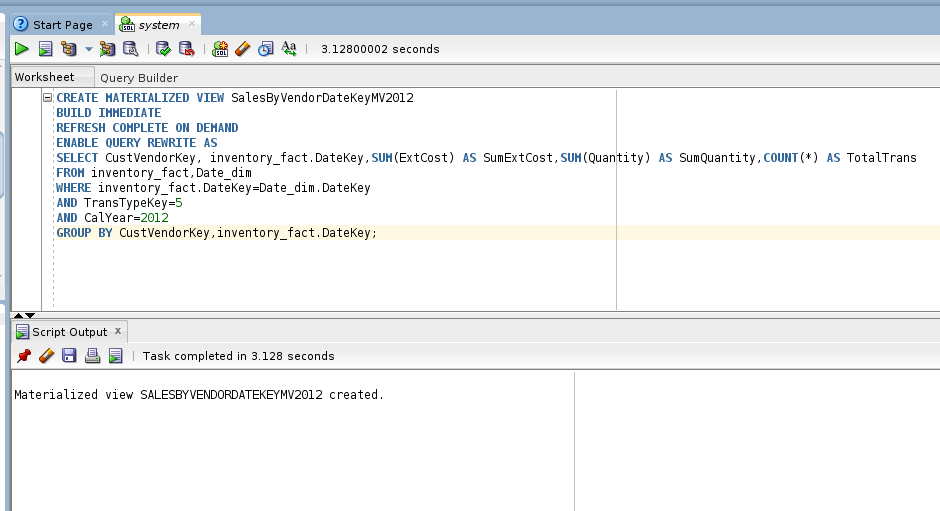 Start Page
system
3.12800002 seconds
Worksheet
Query Builder
CREATE MATERIALIZED VIEW SalesByVendorDateKeyMV2012
BUILD IMMEDIATE
REFRESH COMPLETE ON DEMAND
ENABLE QUERY REWRITE AS
SELECT CustVendorKey, inventory_fact.DateKey,SUM(ExtCost) AS SumExtCost,SUM(Quantity) AS SumQuantity,COUNT(*) AS TotalTrans
FROM inventory_fact,Date_dim
WHERE inventory_fact.DateKey=Date_dim.DateKey
AND TransTypeKey=5
AND CalYear=2012
GROUP BY CustVendorKey,inventory_fact.DateKey;
Script Output
Task completed in 3.128 seconds
Materialized view SALESBYVENDORDATEKEYMV2012 created.